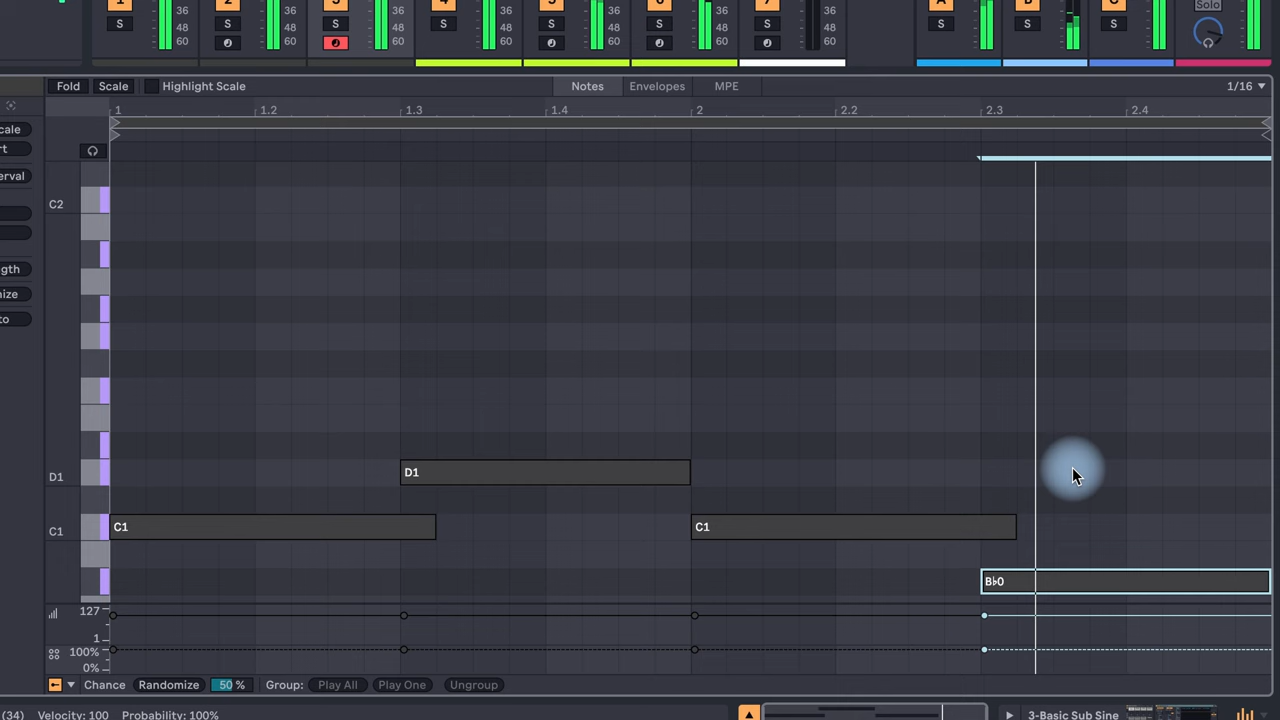 1 2 3 4 5 6 7 A B C Solo
36 36 36 36 36 36 36
S 48 S 48 S 48 S 48 S 48 S 48 S 48 S S S
60 60 60 60 60 60 60
Fold Scale Highlight Scale Notes Envelopes MPE 1/16
1 1.2 1.3 1.4 2 2.2 2.3 2.4
cale
rt
erval
C2
gth
nize
to
D1 D1
C1 C1 C1
B♭0
127
1
100%
0%
Chance Randomize 50 % Group: Play All Play One Ungroup
(34) Velocity: 100 Probability: 100% 3-Basic Sub Sine